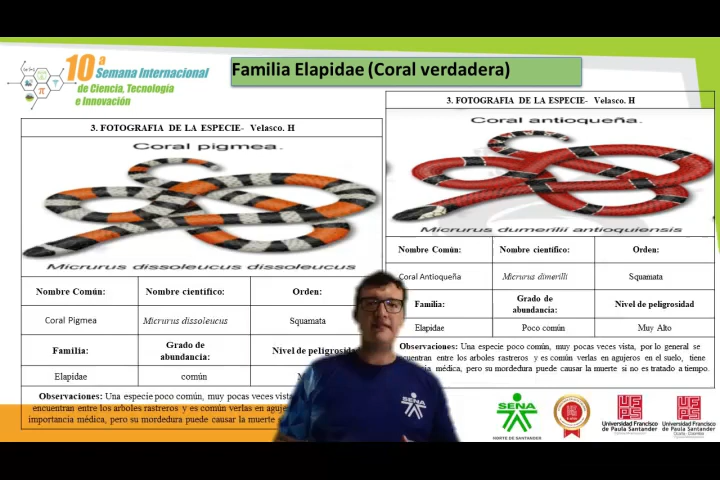 10ª
Semana Internacional
de Ciencia, Tecnología
e Innovación
Familia Elapidae (Coral verdadera)
3. FOTOGRAFIA DE LA ESPECIE- Velasco. H
Coral pigmea.
Micrurus dissoleucus dissoleucus
Nombre Común:
Nombre científico:
Orden:
Coral Pigmea
Micrurus dissoleucus
Squamata
Familia:
Grado de
abundancia:
Nivel de peligrosidad
Elapidae
común
Observaciones: Una especie poco común, muy pocas veces vista
encuentran entre los arboles rastreros y es común verlas en
importancia médica, pero su mordedura puede causar la muerte
3. FOTOGRAFIA DE LA ESPECIE- Velasco. H
Coral antioqueña.
Micrurus dumerilii antioquiensis
Nombre Común:
Nombre científico:
Orden:
Coral Antioqueña
Micrurus dimerilli
Squamata
Familia:
Grado de
abundancia:
Nivel de peligrosidad
Elapidae
Poco común
Muy Alto
Observaciones: Una especie poco común, muy pocas veces vista, por lo general se
encuentran entre los arboles rastreros y es común verlas en agujeros en el suelo, tiene
médica, pero su mordedura puede causar la muerte si no es tratado a tiempo.
SENA
SENA
NORTE DE SANTANDER
UFPS
Universidad Francisco
de Paula Santander
UFPS
Universidad Francisco
de Paula Santander